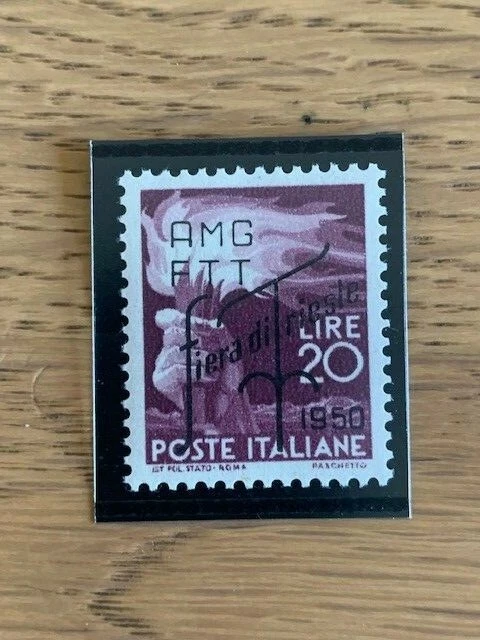 AMG
FTT
Fiera di Trieste
LIRE
20
1950
POSTE ITALIANE
IST. POL. STATO - ROMA PASCHETTO